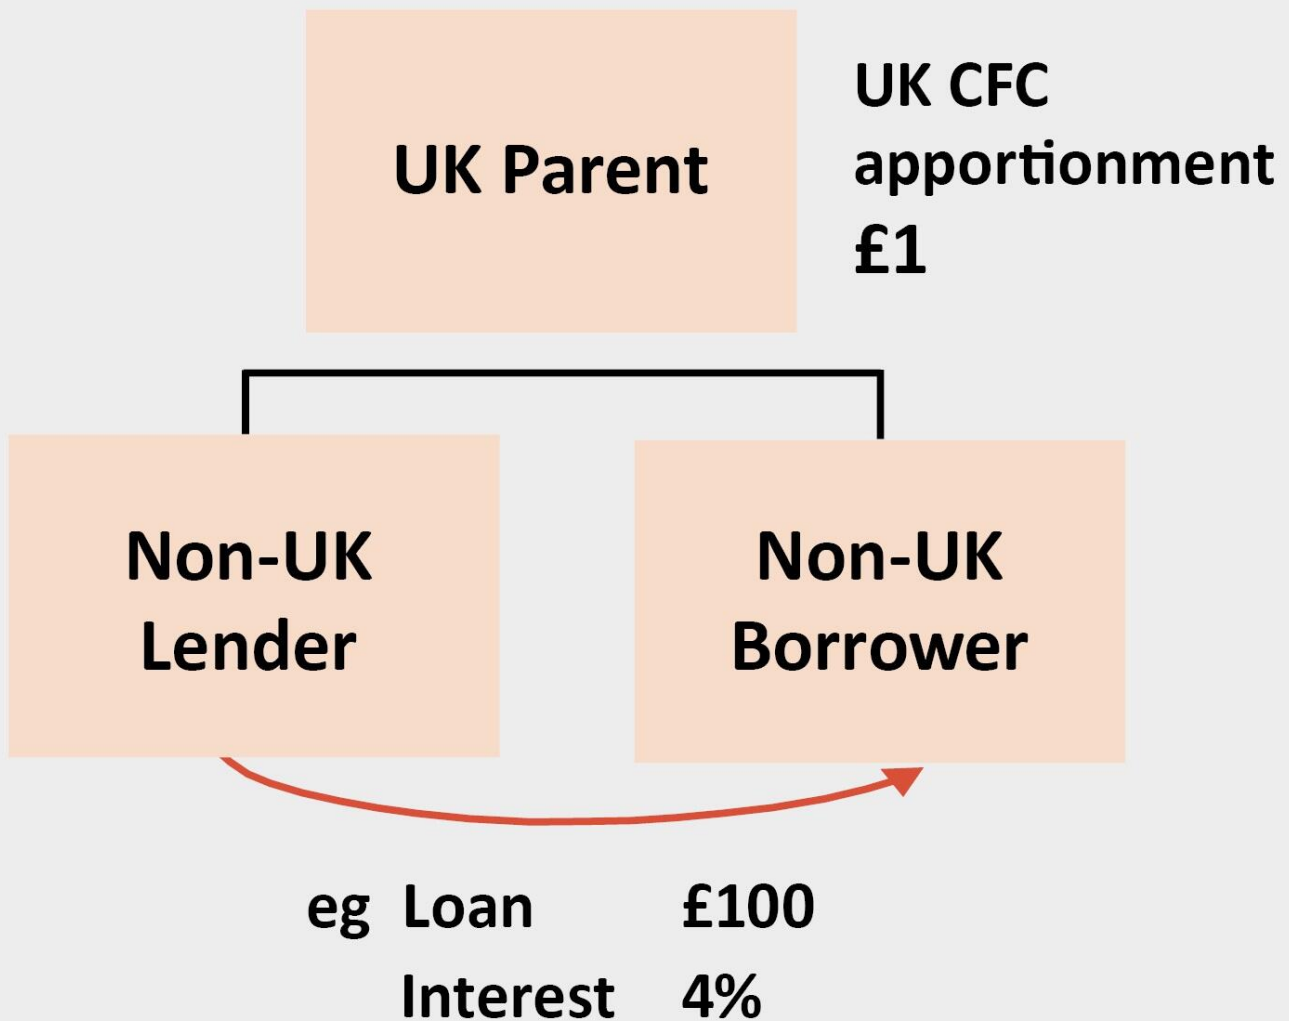 UK Parent
UK CFC
apportionment
£1
Non-UK
Lender
Non-UK
Borrower
eg Loan £100
Interest 4%